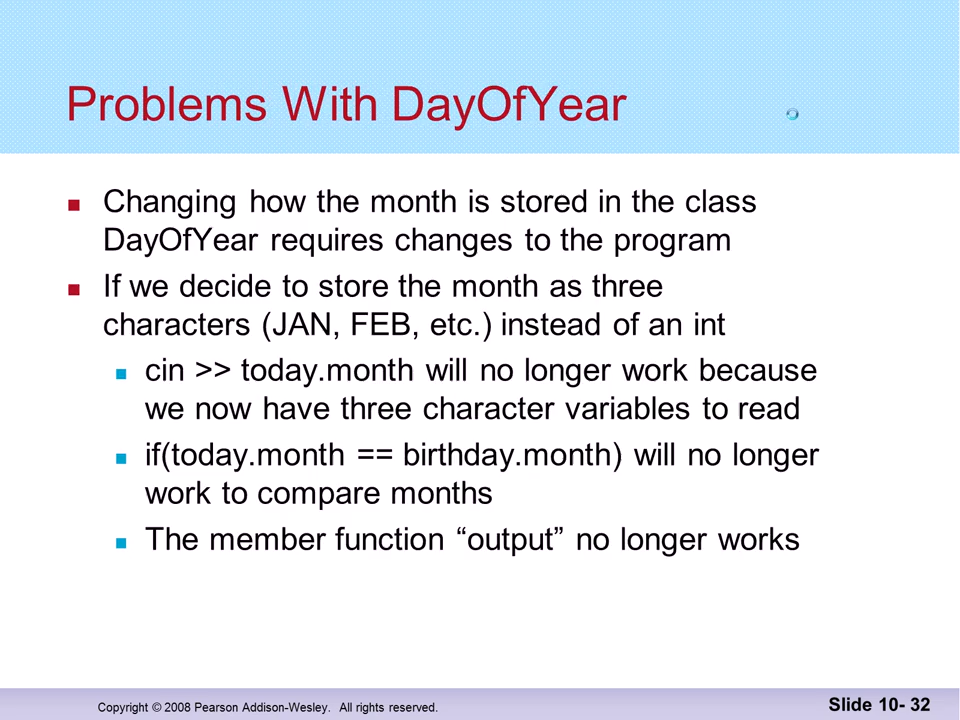 Problems With DayOfYear
Changing how the month is stored in the class
DayOfYear requires changes to the program
If we decide to store the month as three
characters (JAN, FEB, etc.) instead of an int
cin >> today.month will no longer work because
we now have three character variables to read
if(today.month == birthday.month) will no longer
work to compare months
The member function “output” no longer works
Copyright © 2008 Pearson Addison-Wesley. All rights reserved.
Slide 10- 32